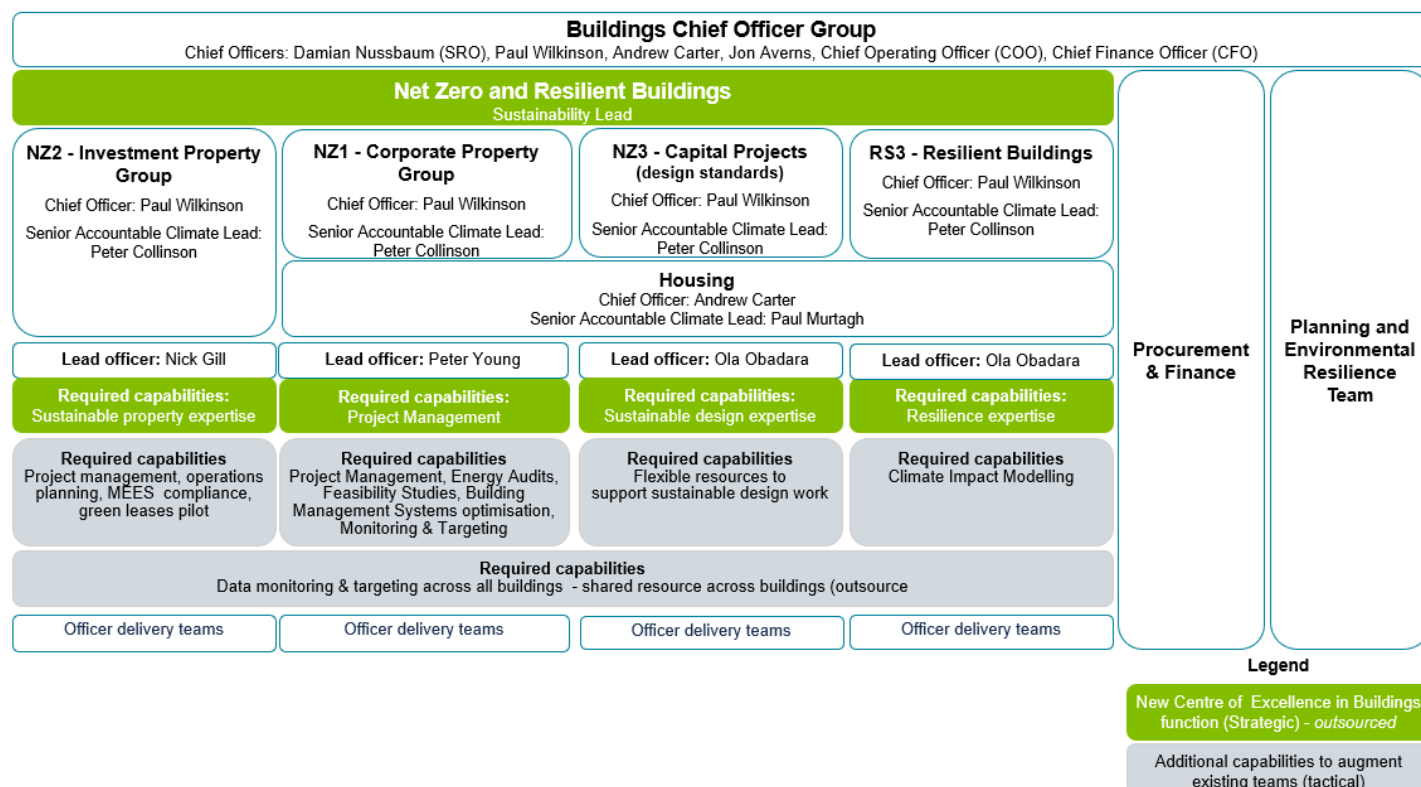 Buildings Chief Officer Group
Chief Officers: Damian Nussbaum (SRO), Paul Wilkinson, Andrew Carter, Jon Averns, Chief Operating Officer (COO), Chief Finance Officer (CFO)
Net Zero and Resilient Buildings
Sustainability Lead
NZ2 - Investment Property
Group
Chief Officer: Paul Wilkinson
Senior Accountable Climate Lead:
Peter Collinson
NZ1 - Corporate Property
Group
Chief Officer: Paul Wilkinson
Senior Accountable Climate Lead:
Peter Collinson
NZ3 - Capital Projects
(design standards)
Chief Officer: Paul Wilkinson
Senior Accountable Climate Lead:
Peter Collinson
RS3 - Resilient Buildings
Chief Officer: Paul Wilkinson
Senior Accountable Climate Lead:
Peter Collinson
Housing
Chief Officer: Andrew Carter
Senior Accountable Climate Lead: Paul Murtagh
Lead officer: Nick Gill
Lead officer: Peter Young
Lead officer: Ola Obadara
Lead officer: Ola Obadara
Required capabilities:
Sustainable property expertise
Required capabilities:
Project Management
Required capabilities:
Sustainable design expertise
Required capabilities:
Resilience expertise
Required capabilities
Project management, operations
planning, MEES compliance,
green leases pilot
Required capabilities
Project Management, Energy Audits,
Feasibility Studies, Building
Management Systems optimisation,
Monitoring & Targeting
Required capabilities
Flexible resources to
support sustainable design work
Required capabilities
Climate Impact Modelling
Required capabilities
Data monitoring & targeting across all buildings - shared resource across buildings (outsource
Officer delivery teams
Officer delivery teams
Officer delivery teams
Officer delivery teams
Procurement
& Finance
Planning and
Environmental
Resilience
Team
Legend
New Centre of Excellence in Buildings
function (Strategic) - outsourced
Additional capabilities to augment
existing teams (tactical)